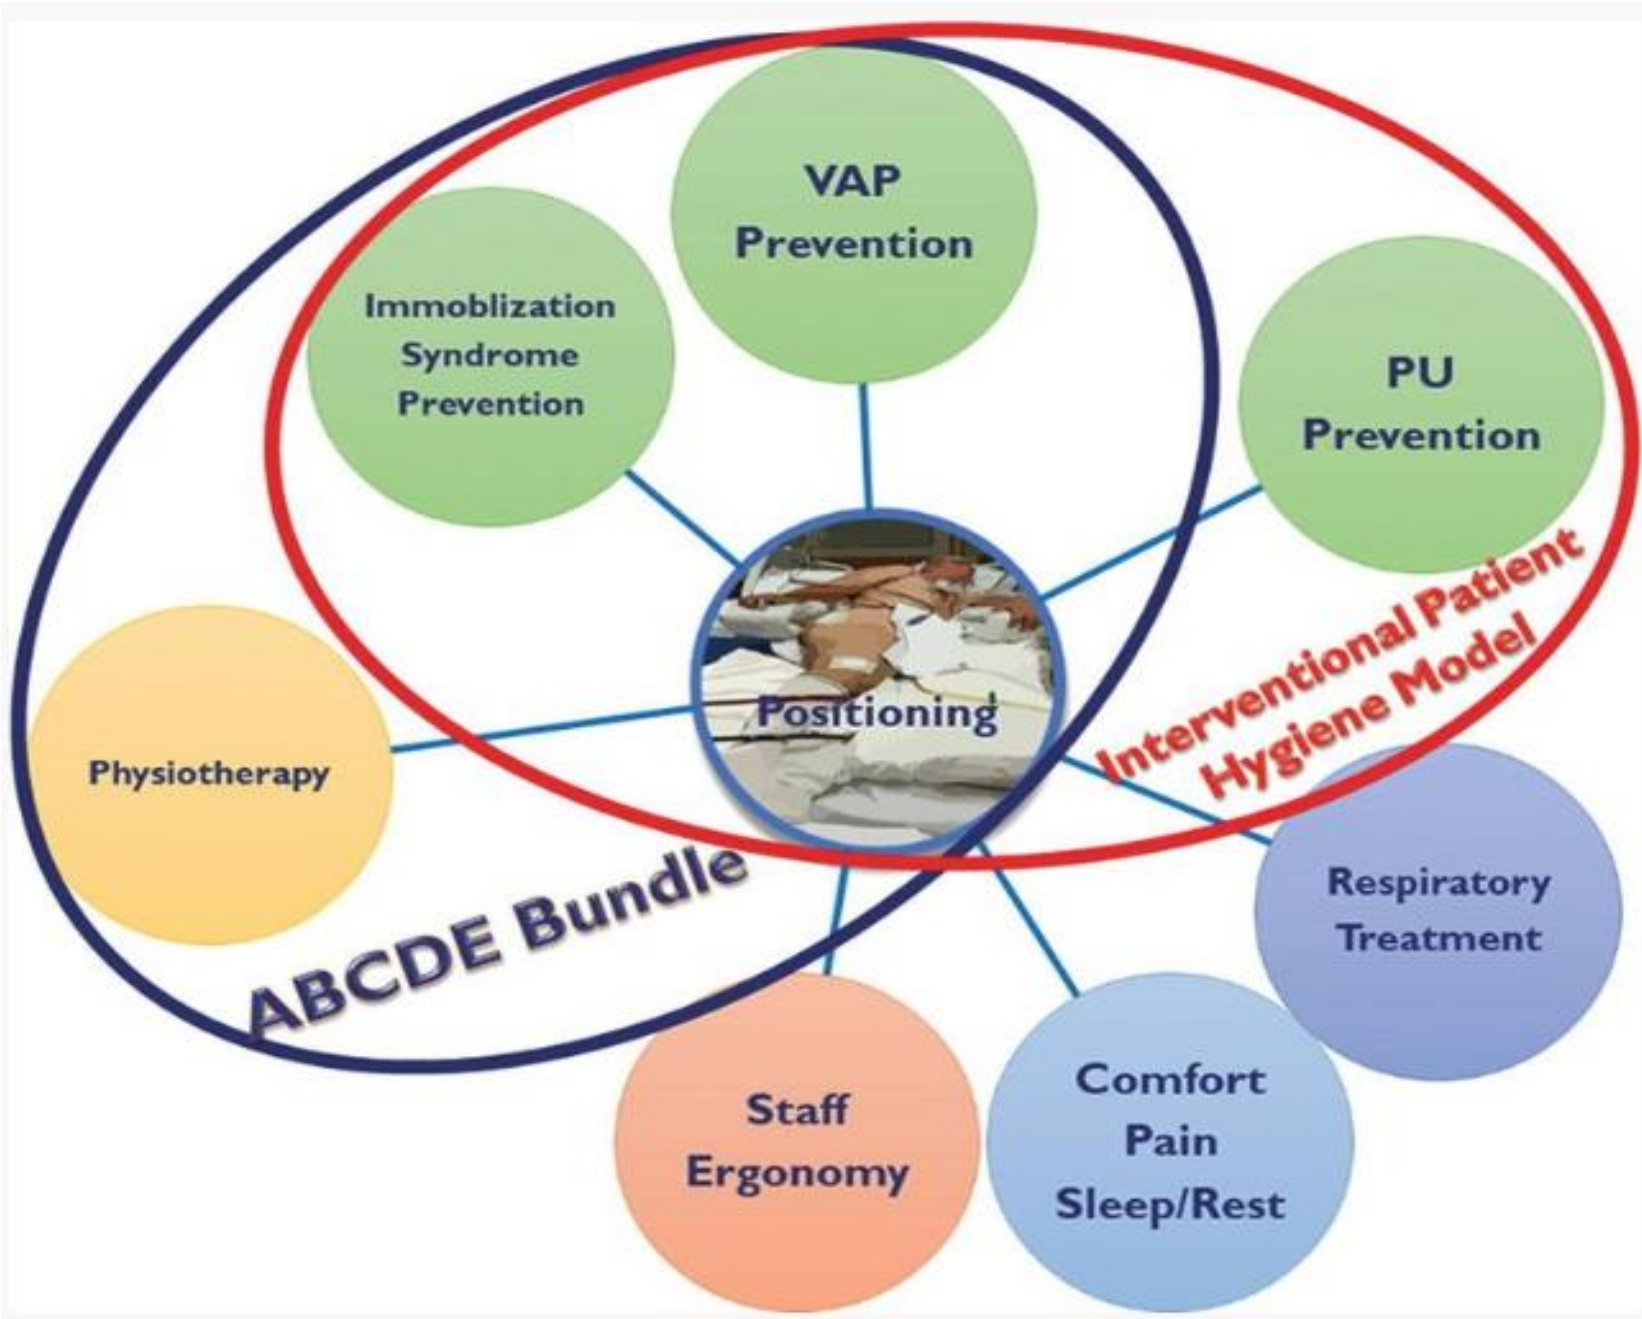 VAP
Prevention
Immoblization
Syndrome
Prevention
PU
Prevention
Positioning
Interventional Patient
Hygiene Model
Physiotherapy
ABCDE Bundle
Respiratory
Treatment
Staff
Ergonomy
Comfort
Pain
Sleep/Rest